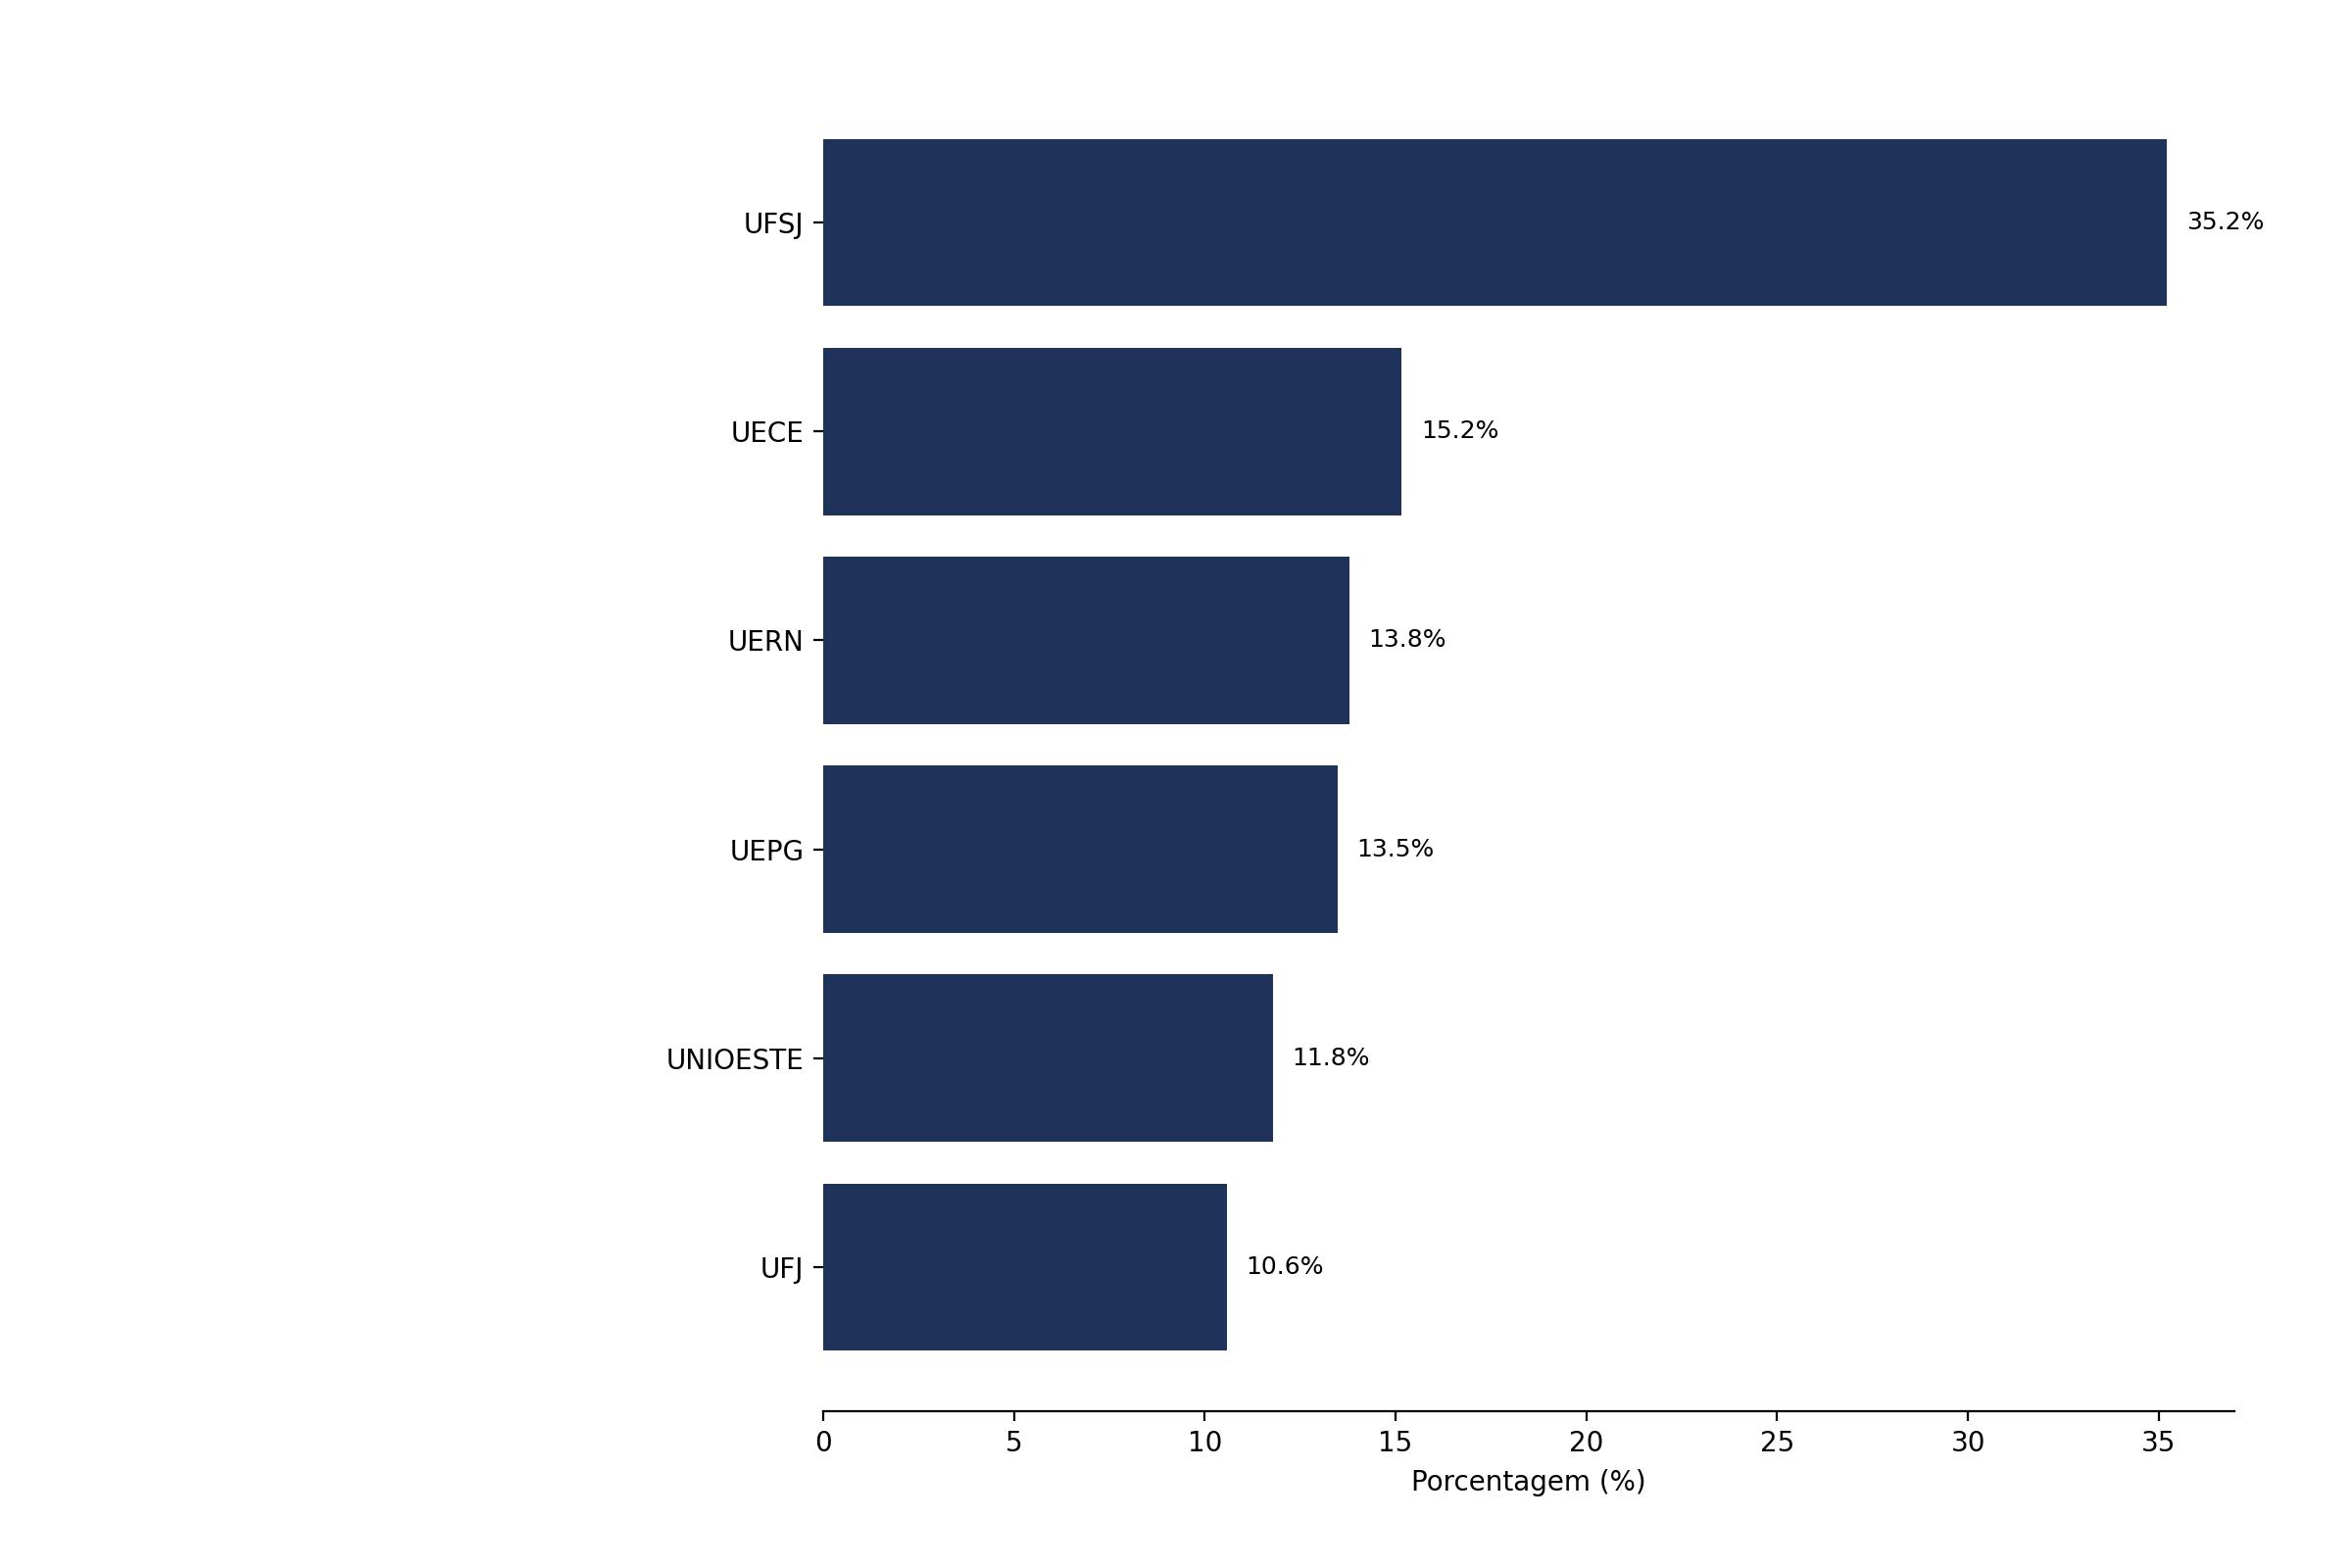 UFSJ 35.2%
UECE 15.2%
UERN 13.8%
UEPG 13.5%
UNIOESTE 11.8%
UFJ 10.6%
0 5 10 15 20 25 30 35
Porcentagem (%)